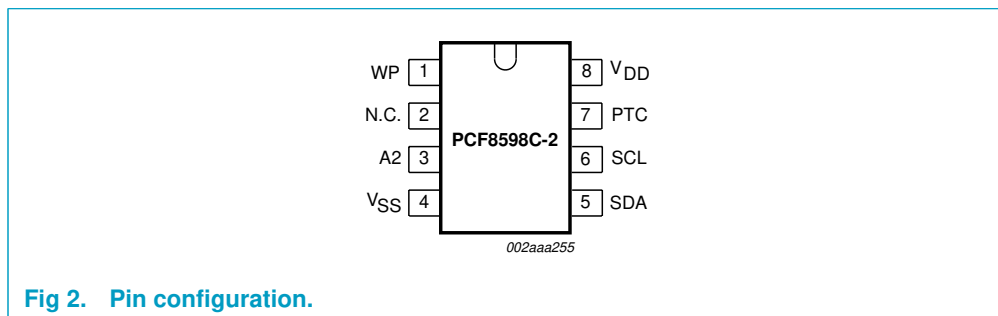 WP 1 8 VDD
N.C. 2 7 PTC
PCF8598C-2
A2 3 6 SCL
VSS 4 5 SDA
002aaa255
Fig 2. Pin configuration.